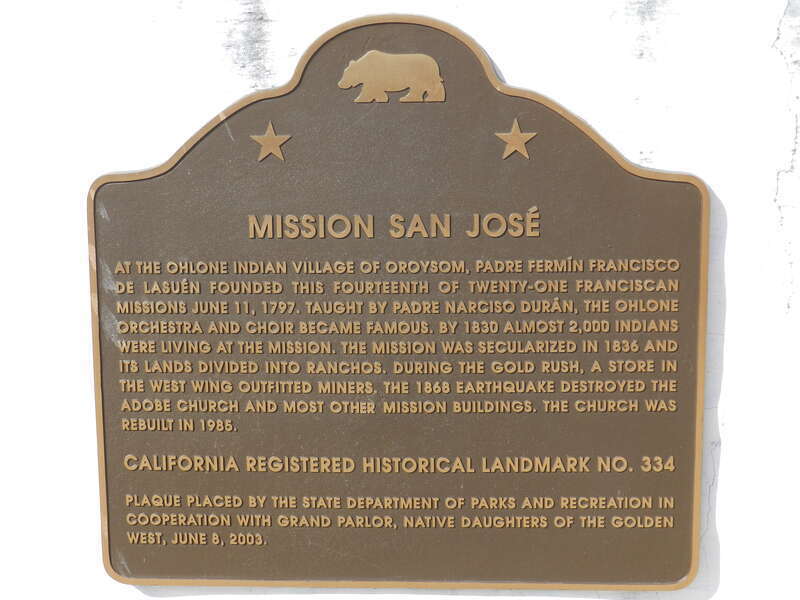 MISSION SAN JOSÉ
AT THE OHLONE INDIAN VILLAGE OF OROYSOM, PADRE FERMÍN FRANCISCO
DE LASUÉN FOUNDED THIS FOURTEENTH OF TWENTY-ONE FRANCISCAN
MISSIONS JUNE 11, 1797. TAUGHT BY PADRE NARCISO DURÁN, THE OHLONE
ORCHESTRA AND CHOIR BECAME FAMOUS. BY 1830 ALMOST 2,000 INDIANS
WERE LIVING AT THE MISSION. THE MISSION WAS SECULARIZED IN 1836 AND
ITS LANDS DIVIDED INTO RANCHOS. DURING THE GOLD RUSH, A STORE IN
THE WEST WING OUTFITTED MINERS. THE 1868 EARTHQUAKE DESTROYED THE
ADOBE CHURCH AND MOST OTHER MISSION BUILDINGS. THE CHURCH WAS
REBUILT IN 1985.
CALIFORNIA REGISTERED HISTORICAL LANDMARK NO. 334
PLAQUE PLACED BY THE STATE DEPARTMENT OF PARKS AND RECREATION IN
COOPERATION WITH GRAND PARLOR, NATIVE DAUGHTERS OF THE GOLDEN
WEST, JUNE 8, 2003.